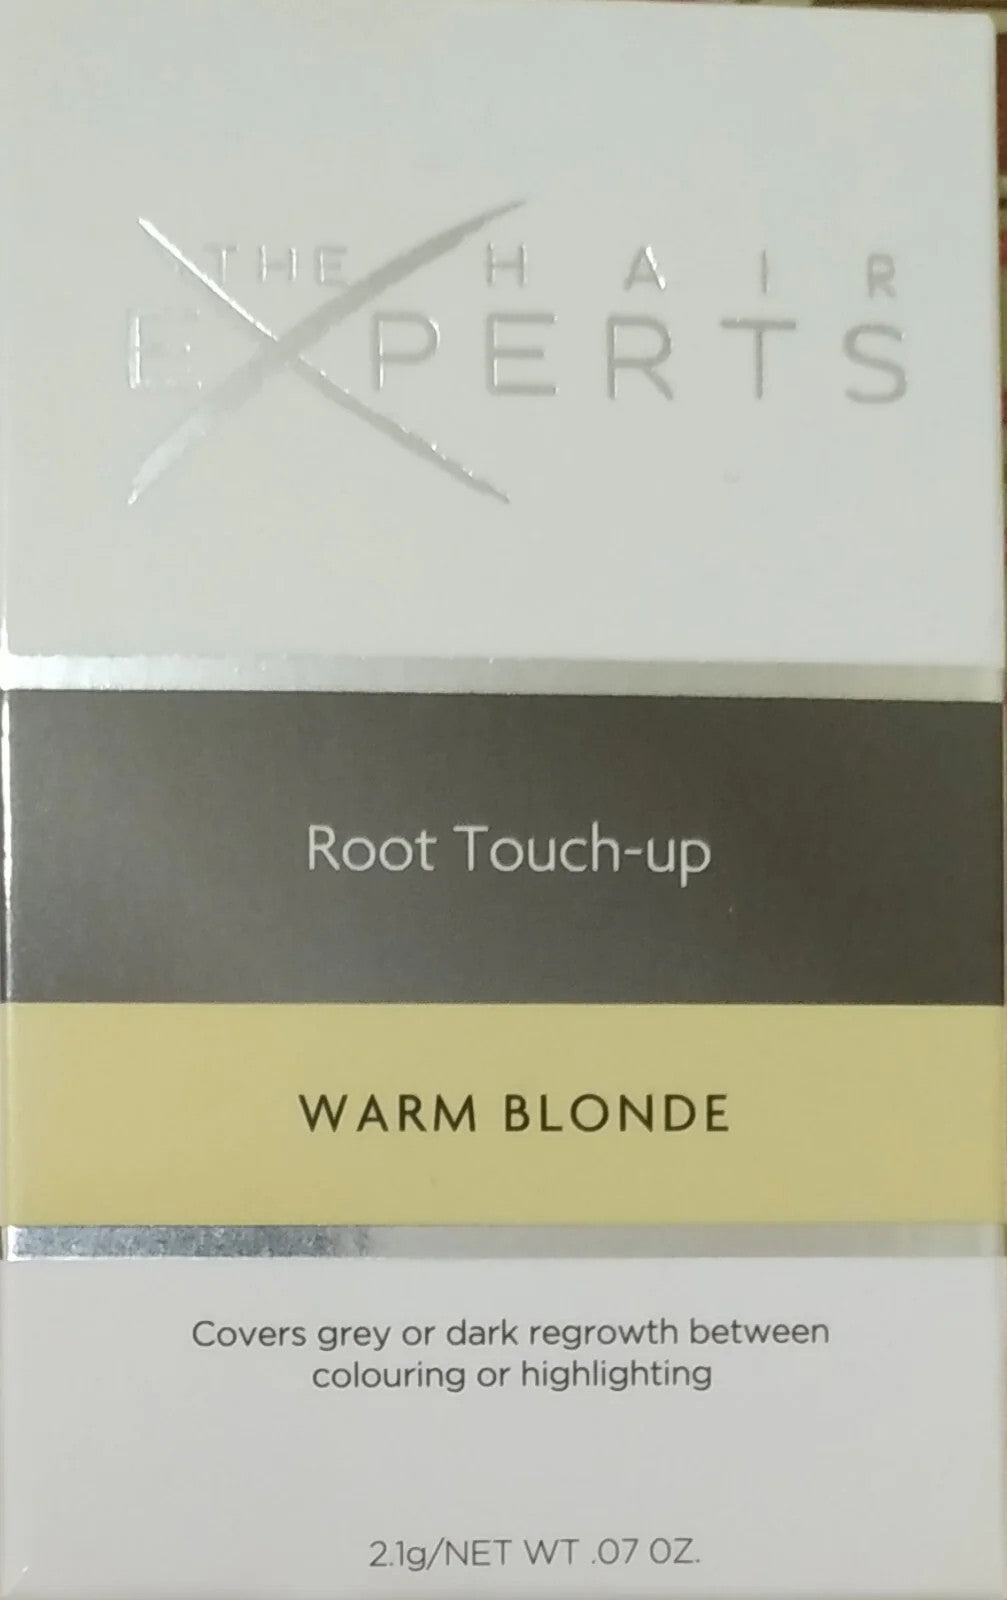 THE HAIR
EXPERTS
Root Touch-up
WARM BLONDE
Covers grey or dark regrowth between
colouring or highlighting
2.1g/NET WT .07 OZ.